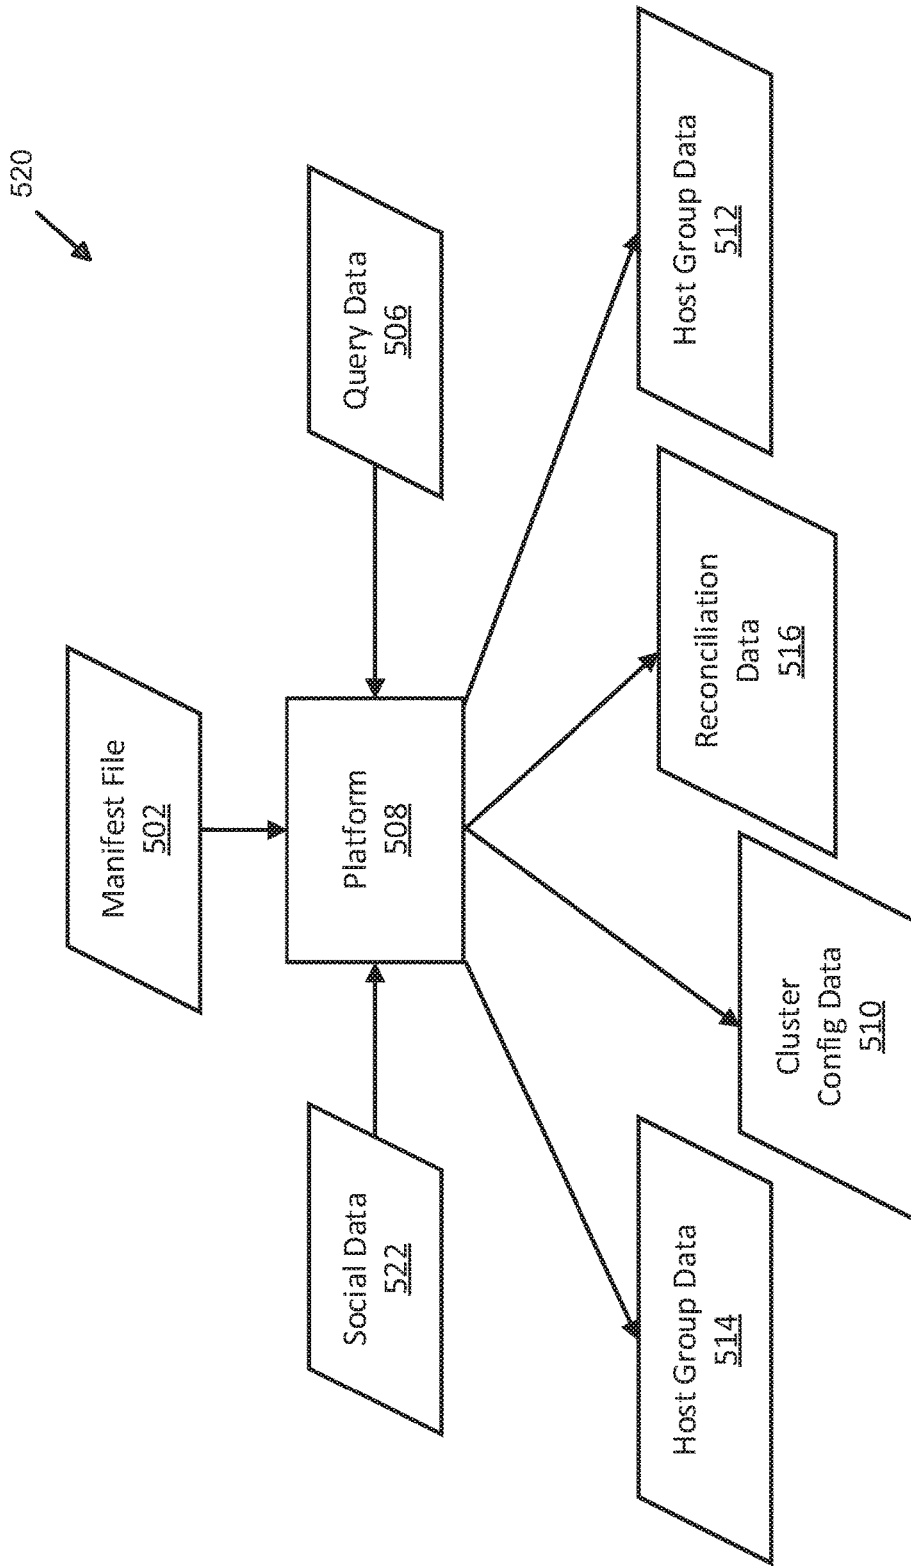 520
Manifest File
502
Social Data
522
Platform
508
Query Data
506
Host Group Data
514
Cluster
Config Data
510
Reconciliation
Data
516
Host Group Data
512